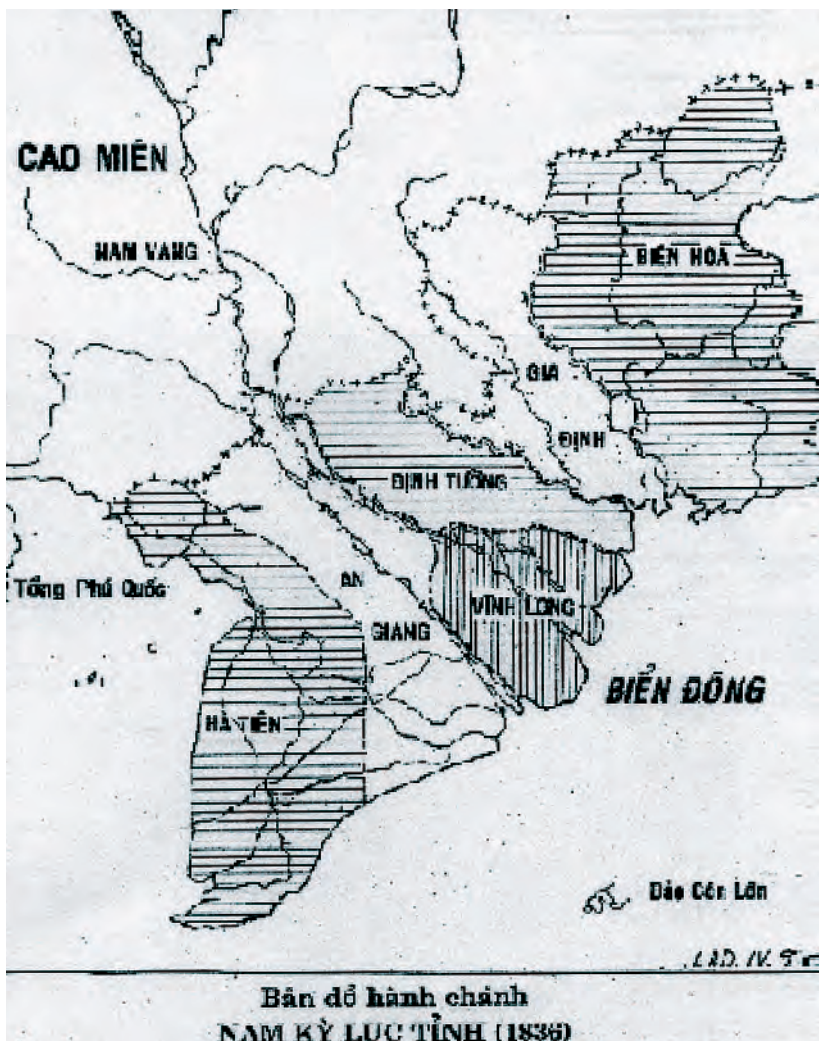 CAO MIÊN
NAM VANG
BIÊN HOÀ
GIA
ĐỊNH
ĐỊNH TƯỜNG
Tổng Phú Quốc
AN
GIANG
VĨNH LONG
HÀ TIÊN
BIỂN ĐÔNG
Đảo Côn Lôn
Bản đồ hành chánh
NAM KỲ LỤC TỈNH (1836)